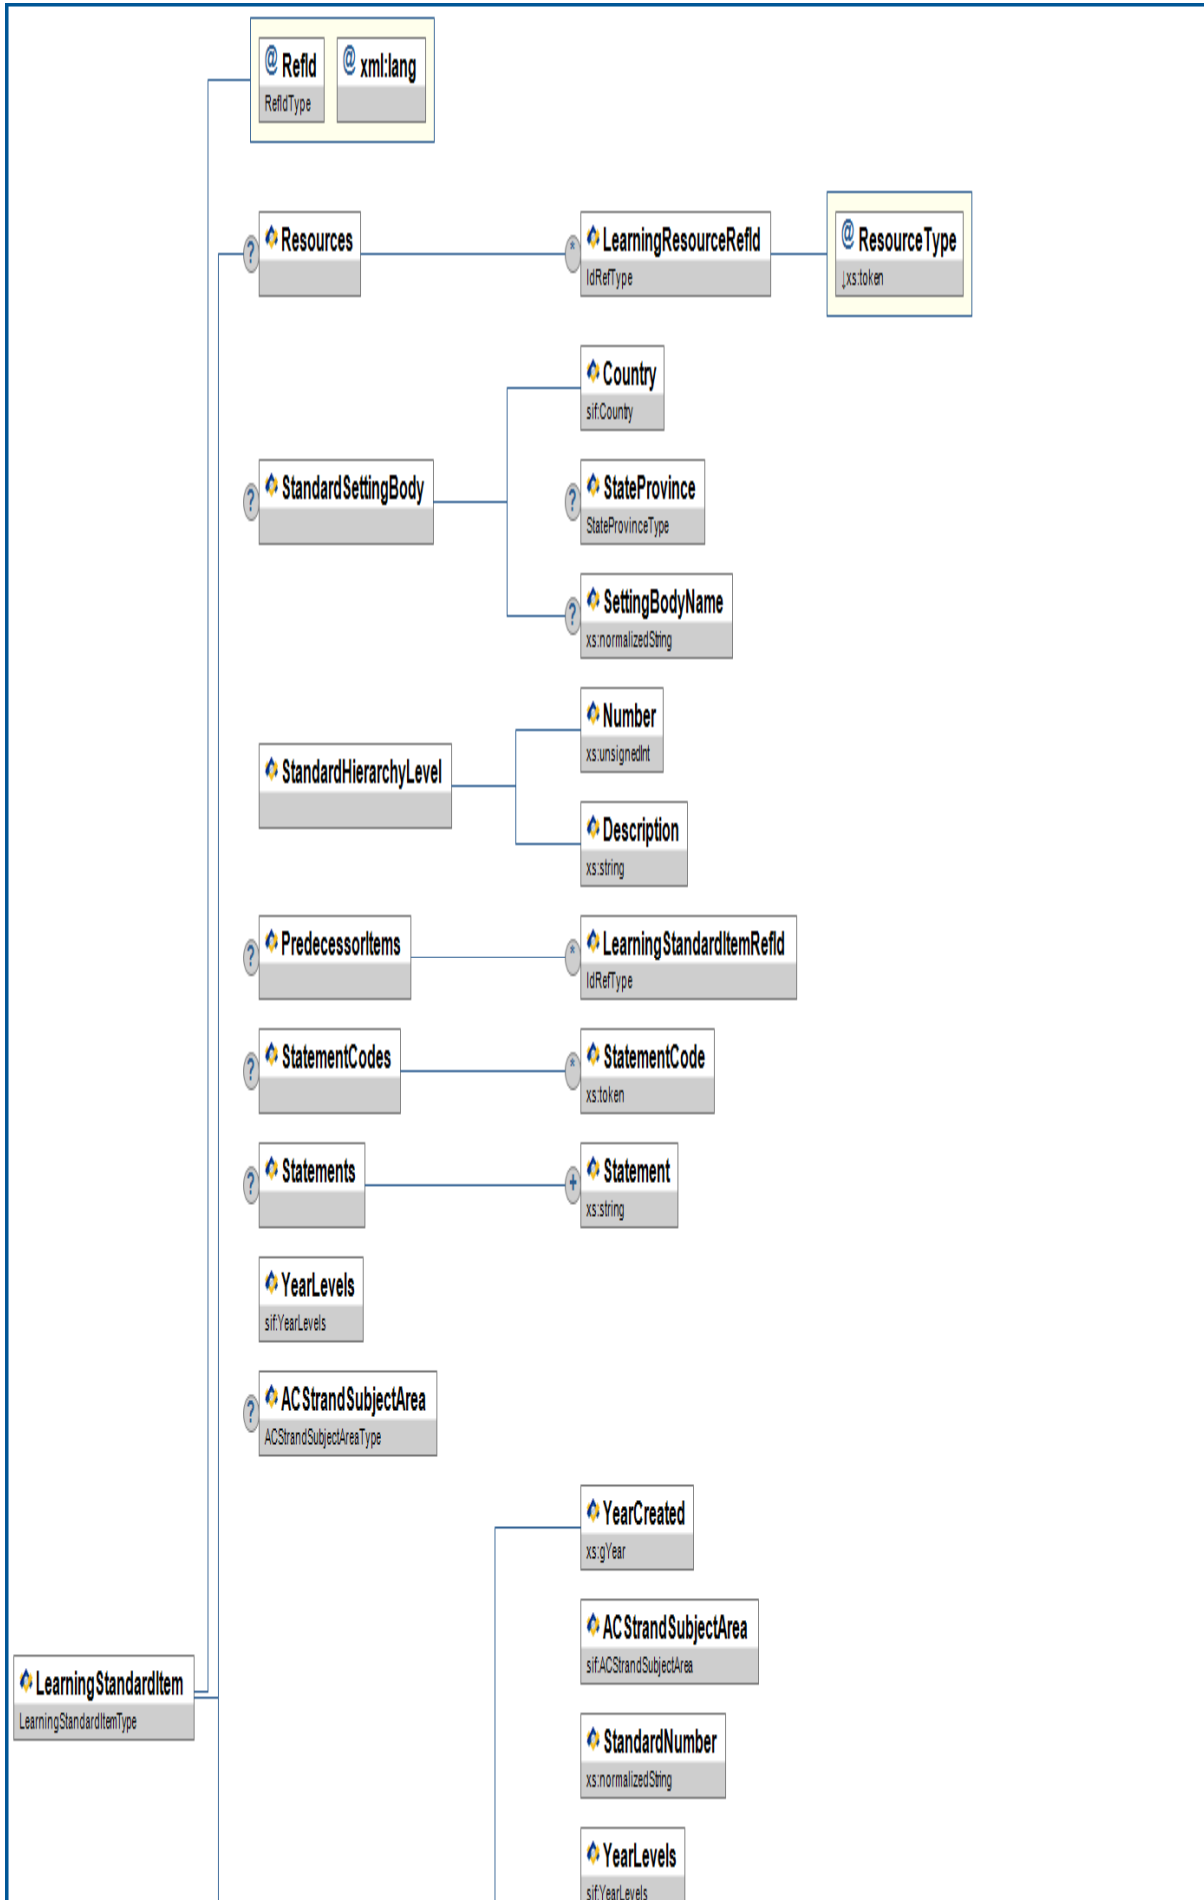 @ RefId
RefIdType
@ xml:lang
? Resources
* LearningResourceRefId
IdRefType
@ ResourceType
↓xs:token
Country
sif:Country
? StandardSettingBody
? StateProvince
StateProvinceType
? SettingBodyName
xs:normalizedString
Number
xs:unsignedInt
StandardHierarchyLevel
Description
xs:string
? PredecessorItems
* LearningStandardItemRefId
IdRefType
? StatementCodes
* StatementCode
xs:token
? Statements
+ Statement
xs:string
YearLevels
sif:YearLevels
? ACStrandSubjectArea
ACStrandSubjectAreaType
YearCreated
xs:gYear
ACStrandSubjectArea
sif:ACStrandSubjectArea
LearningStandardItem
LearningStandardItemType
StandardNumber
xs:normalizedString
YearLevels
sif:YearLevels